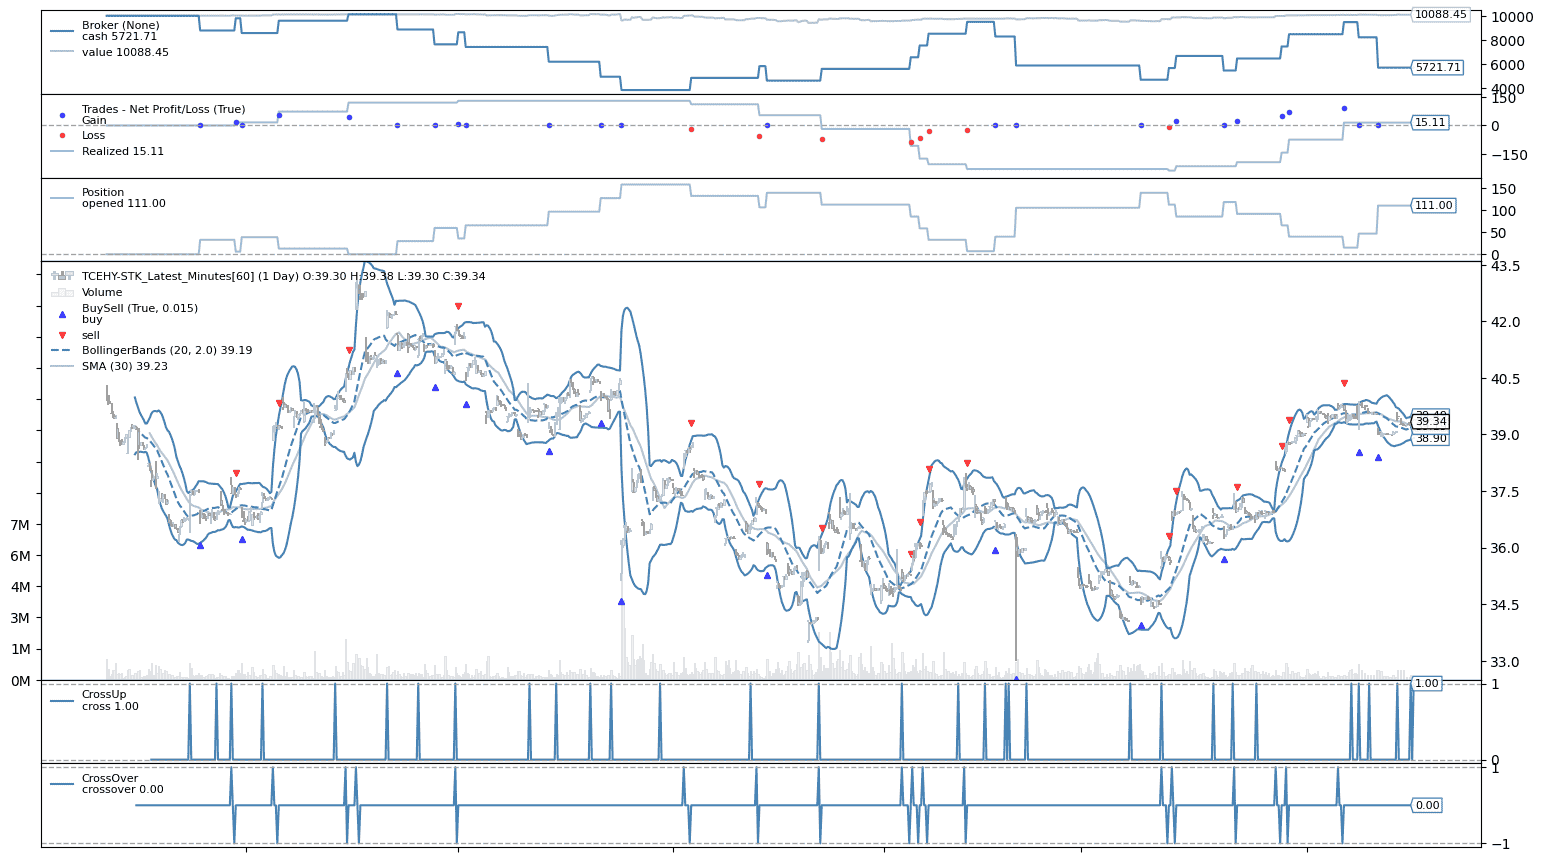 Broker (None)
cash 5721.71
value 10088.45
10088.45
10000
8000
6000
5721.71
4000
Trades - Net Profit/Loss (True)
Gain
Loss
Realized 15.11
150
15.11
0
−150
Position
opened 111.00
150
111.00
100
50
0
TCEHY-STK_Latest_Minutes[60] (1 Day) O:39.30 H:39.38 L:39.30 C:39.34
Volume
BuySell (True, 0.015)
buy
sell
BollingerBands (20, 2.0) 39.19
SMA (30) 39.23
43.5
42.0
40.5
39.34
39.0
38.90
37.5
36.0
34.5
33.0
7M
6M
4M
3M
1M
0M
CrossUp
cross 1.00
1.00
1
0
CrossOver
crossover 0.00
1
0.00
−1